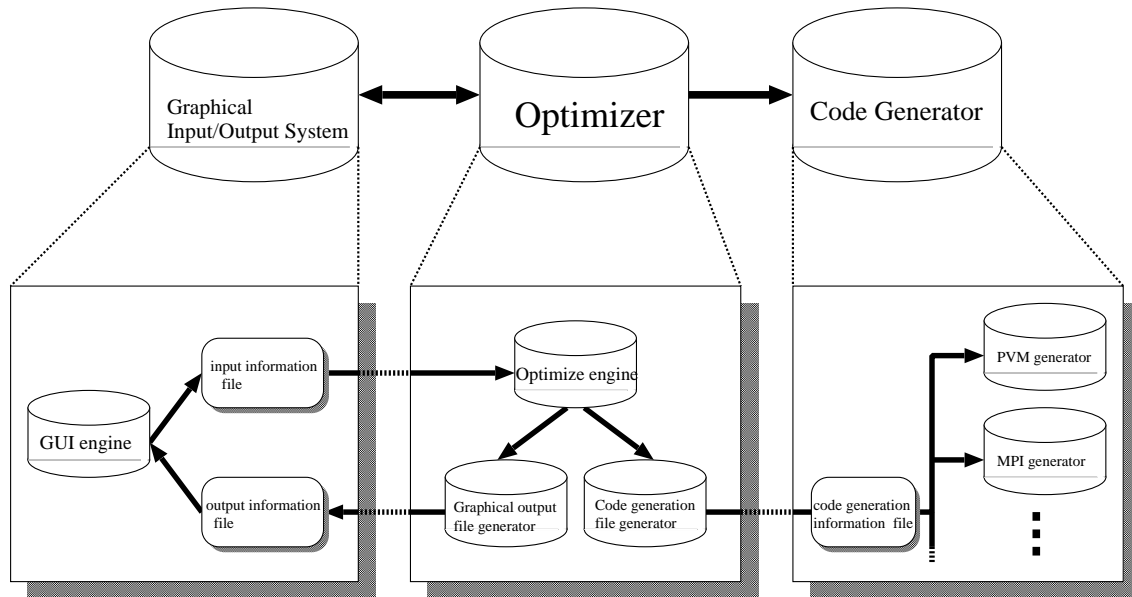 Graphical
Input/Output System
Optimizer
Code Generator
input information
file
GUI engine
output information
file
Optimize engine
Graphical output
file generator
Code generation
file generator
code generation
information file
PVM generator
MPI generator